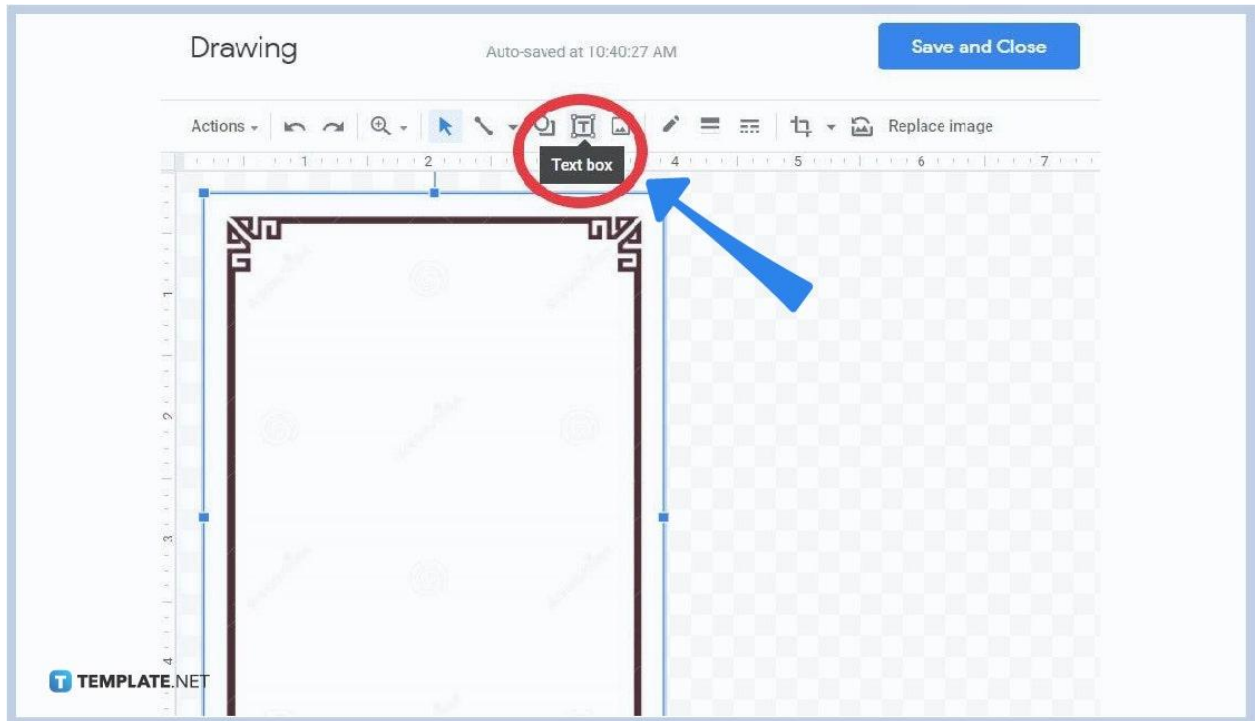 Drawing
Auto-saved at 10:40:27 AM
Save and Close
Actions
Replace image
1 2 4 5 6 7
Text box
1
2
3
4
T TEMPLATE.NET